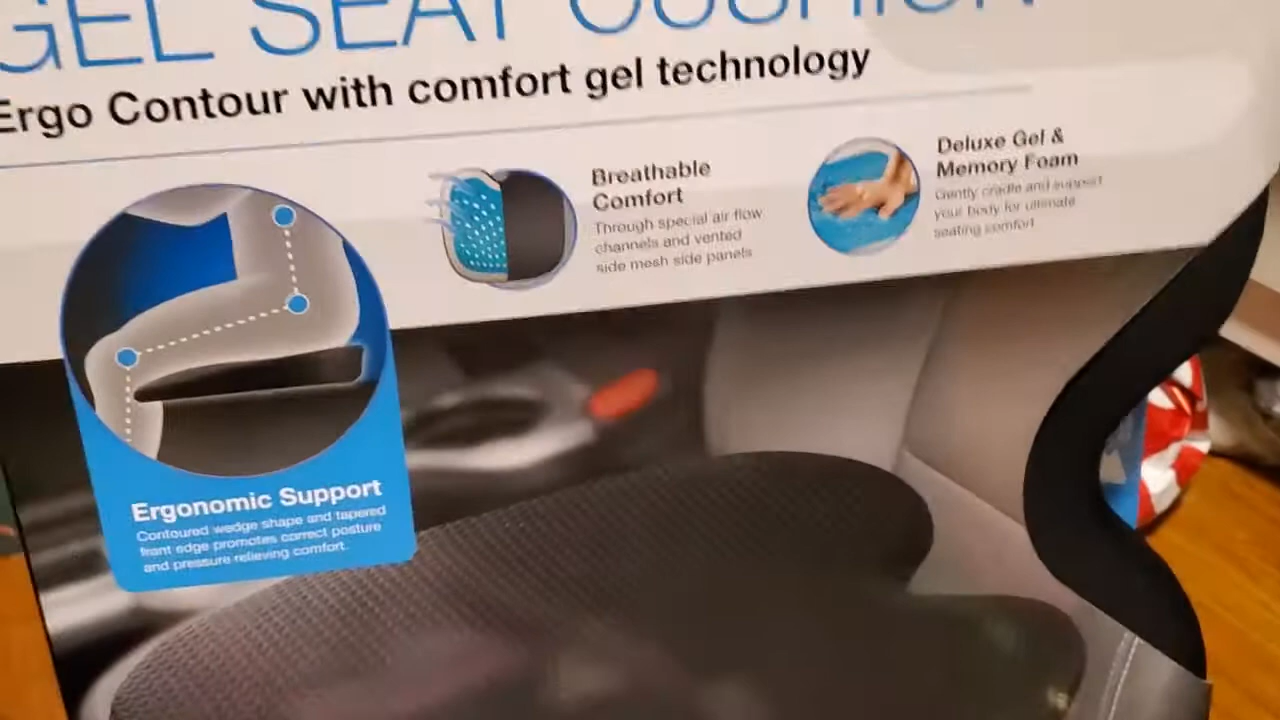 GEL SEAT CUSHION
Ergo Contour with comfort gel technology
Breathable
Comfort
Through special air flow
channels and vented
side mesh side panels
Deluxe Gel &
Memory Foam
Gently cradle and support
your body for ultimate
seating comfort
Ergonomic Support
Contoured wedge shape and tapered
front edge promotes correct posture
and pressure relieving comfort.